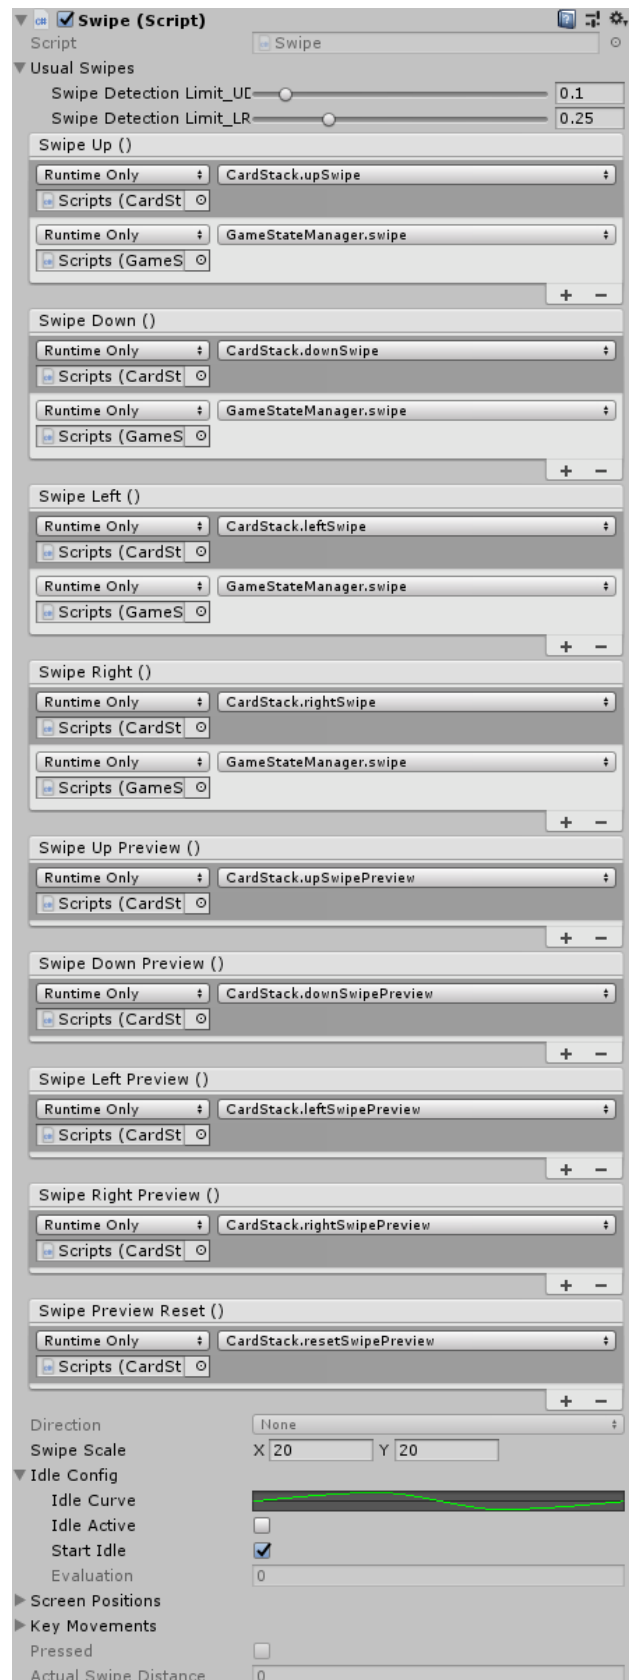 Swipe (Script)
Script Swipe
Usual Swipes
Swipe Detection Limit_UD 0.1
Swipe Detection Limit_LR 0.25
Swipe Up ()
Runtime Only CardStack.upSwipe
Scripts (CardSt
Runtime Only GameStateManager.swipe
Scripts (GameS
+ −
Swipe Down ()
Runtime Only CardStack.downSwipe
Scripts (CardSt
Runtime Only GameStateManager.swipe
Scripts (GameS
+ −
Swipe Left ()
Runtime Only CardStack.leftSwipe
Scripts (CardSt
Runtime Only GameStateManager.swipe
Scripts (GameS
+ −
Swipe Right ()
Runtime Only CardStack.rightSwipe
Scripts (CardSt
Runtime Only GameStateManager.swipe
Scripts (GameS
+ −
Swipe Up Preview ()
Runtime Only CardStack.upSwipePreview
Scripts (CardSt
+ −
Swipe Down Preview ()
Runtime Only CardStack.downSwipePreview
Scripts (CardSt
+ −
Swipe Left Preview ()
Runtime Only CardStack.leftSwipePreview
Scripts (CardSt
+ −
Swipe Right Preview ()
Runtime Only CardStack.rightSwipePreview
Scripts (CardSt
+ −
Swipe Preview Reset ()
Runtime Only CardStack.resetSwipePreview
Scripts (CardSt
+ −
Direction None
Swipe Scale X 20 Y 20
Idle Config
Idle Curve
Idle Active
Start Idle
Evaluation 0
Screen Positions
Key Movements
Pressed
Actual Swipe Distance 0